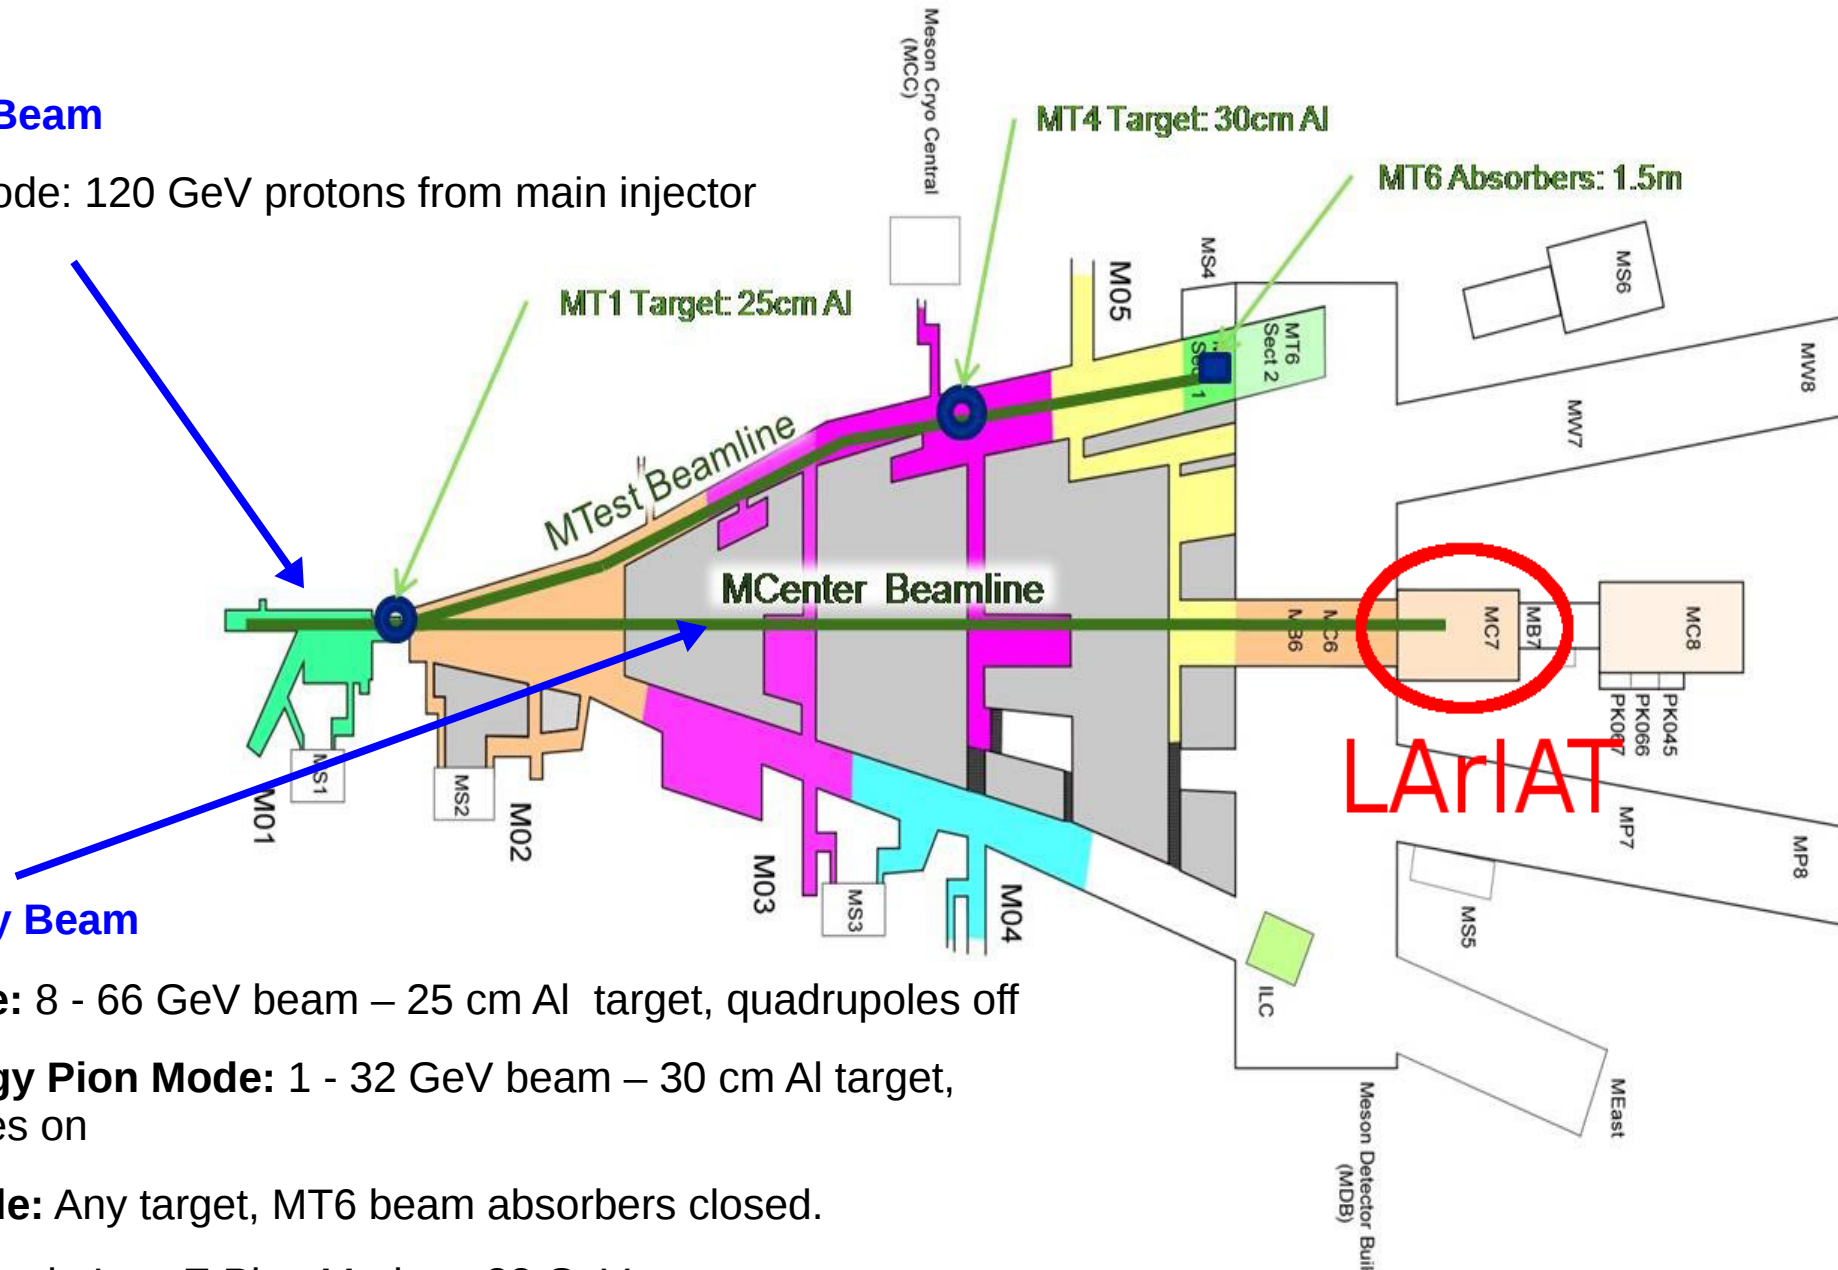 Beam
ode: 120 GeV protons from main injector
Meson Cryo Central
(MCC)
MT4 Target: 30cm Al
MT6 Absorbers: 1.5m
MT1 Target: 25cm Al
M05
MS4
MT6
Sect 2
1
MS6
MW8
MW7
MTest Beamline
MCenter Beamline
MC6
MC7
MB7
MC8
PK067
PK066
PK045
LArIAT
MS1
M01
MS2
M02
M03
MS3
M04
MP7
MP8
MS5
ILC
MEast
Meson Detector Buil
(MDB)
y Beam
e: 8 - 66 GeV beam – 25 cm Al target, quadrupoles off
gy Pion Mode: 1 - 32 GeV beam – 30 cm Al target,
es on
le: Any target, MT6 beam absorbers closed.